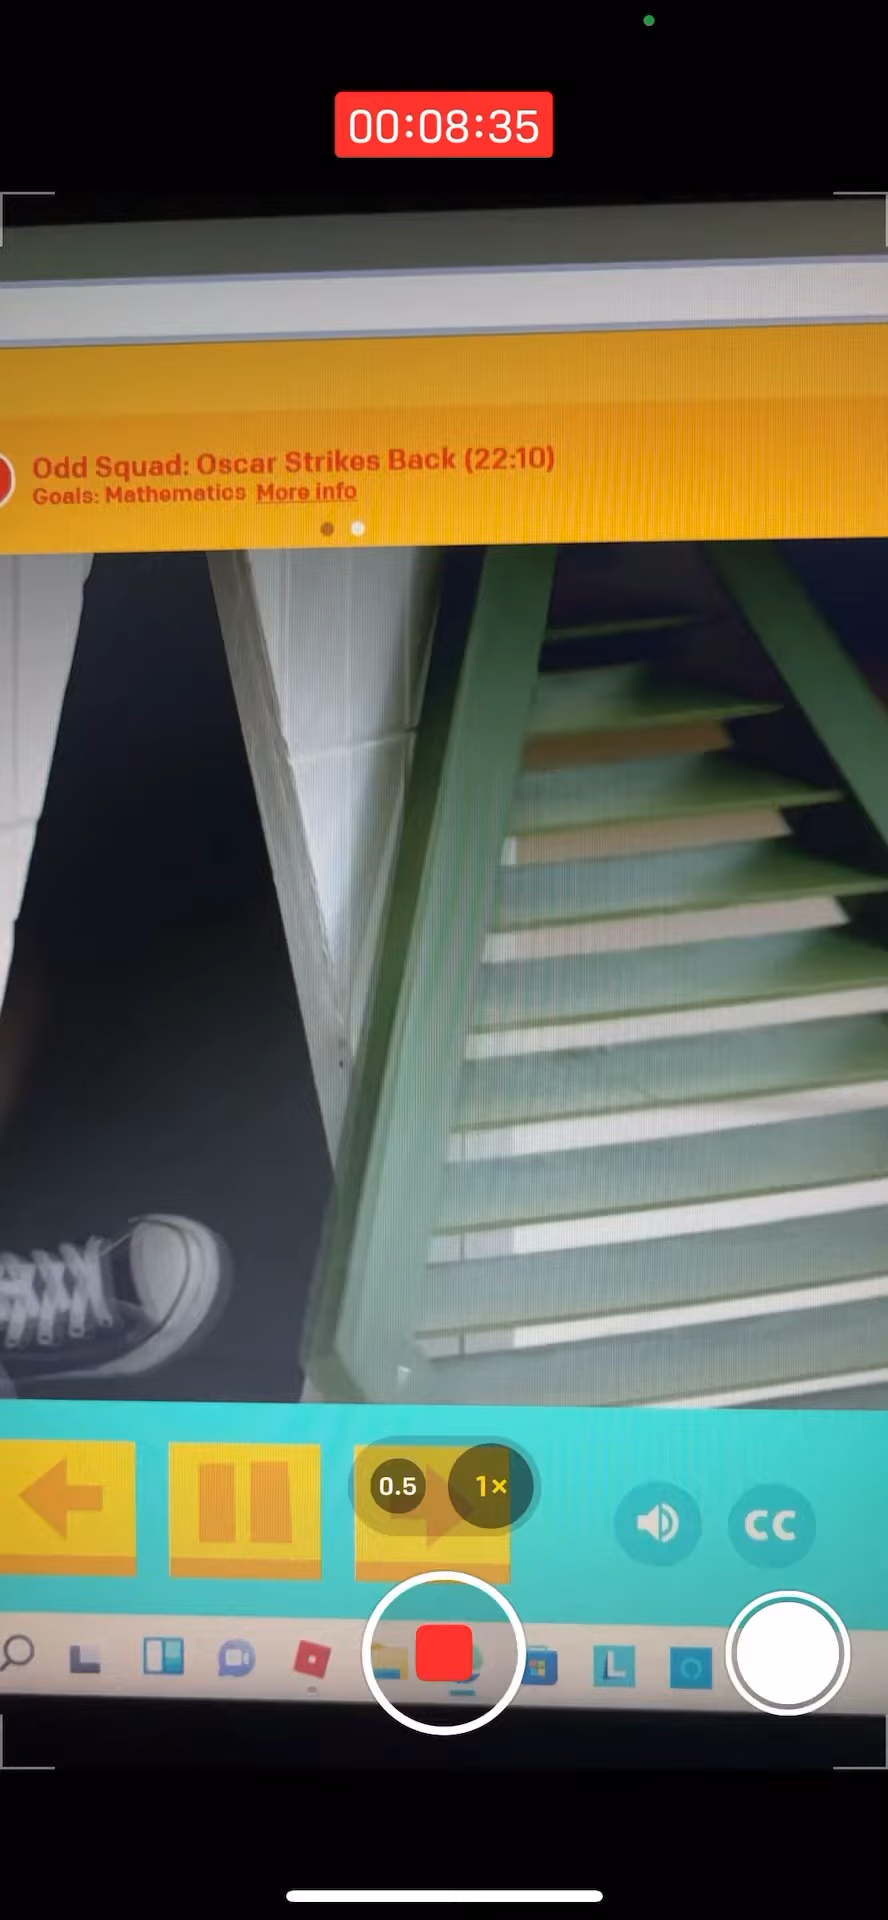 00:08:35
Odd Squad: Oscar Strikes Back (22:10)
Goals: Mathematics More info
0.5
1×
CC
L